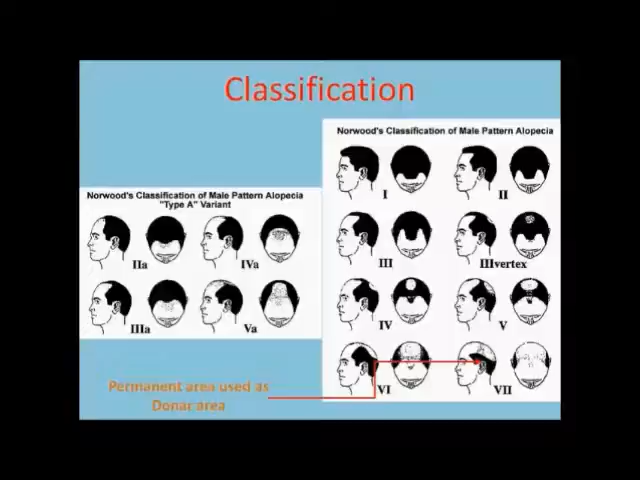 Classification
Norwood's Classification of Male Pattern Alopecia
"Type A" Variant
IIa
IVa
IIIa
Va
Norwood's Classification of Male Pattern Alopecia
I
II
III
IIIvertex
IV
V
VI
VII
Permanent area used as
Donar area